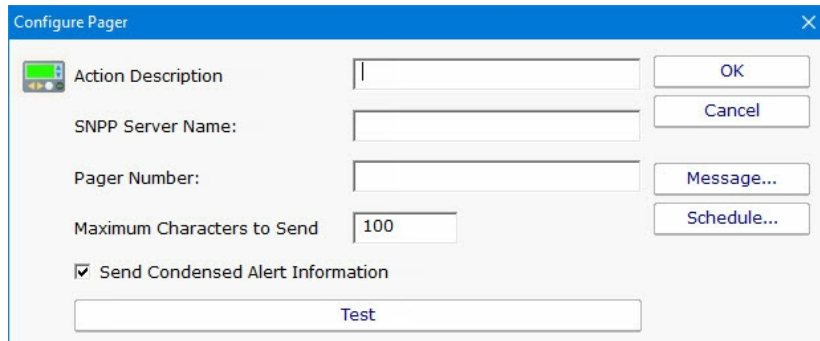 Configure Pager
Action Description
OK
SNPP Server Name:
Cancel
Pager Number:
Message...
Maximum Characters to Send
100
Schedule...
Send Condensed Alert Information
Test